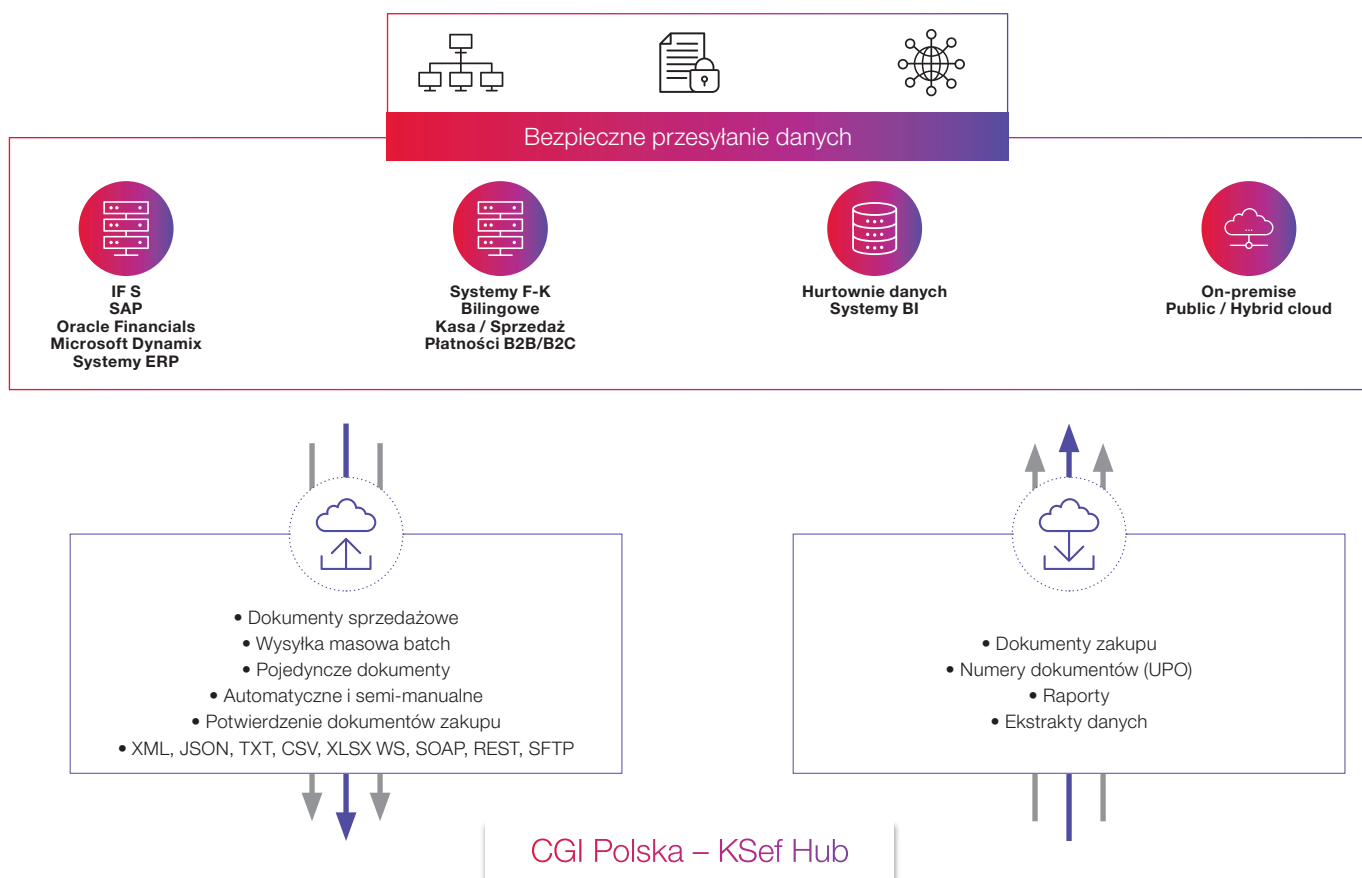 Bezpieczne przesyłanie danych
IF S
SAP
Oracle Financials
Microsoft Dynamix
Systemy ERP
Systemy F-K
Bilingowe
Kasa / Sprzedaż
Płatności B2B/B2C
Hurtownie danych
Systemy BI
On-premise
Public / Hybrid cloud
• Dokumenty sprzedażowe
• Wysyłka masowa batch
• Pojedyncze dokumenty
• Automatyczne i semi-manualne
• Potwierdzenie dokumentów zakupu
• XML, JSON, TXT, CSV, XLSX WS, SOAP, REST, SFTP
• Dokumenty zakupu
• Numery dokumentów (UPO)
• Raporty
• Ekstrakty danych
CGI Polska – KSef Hub